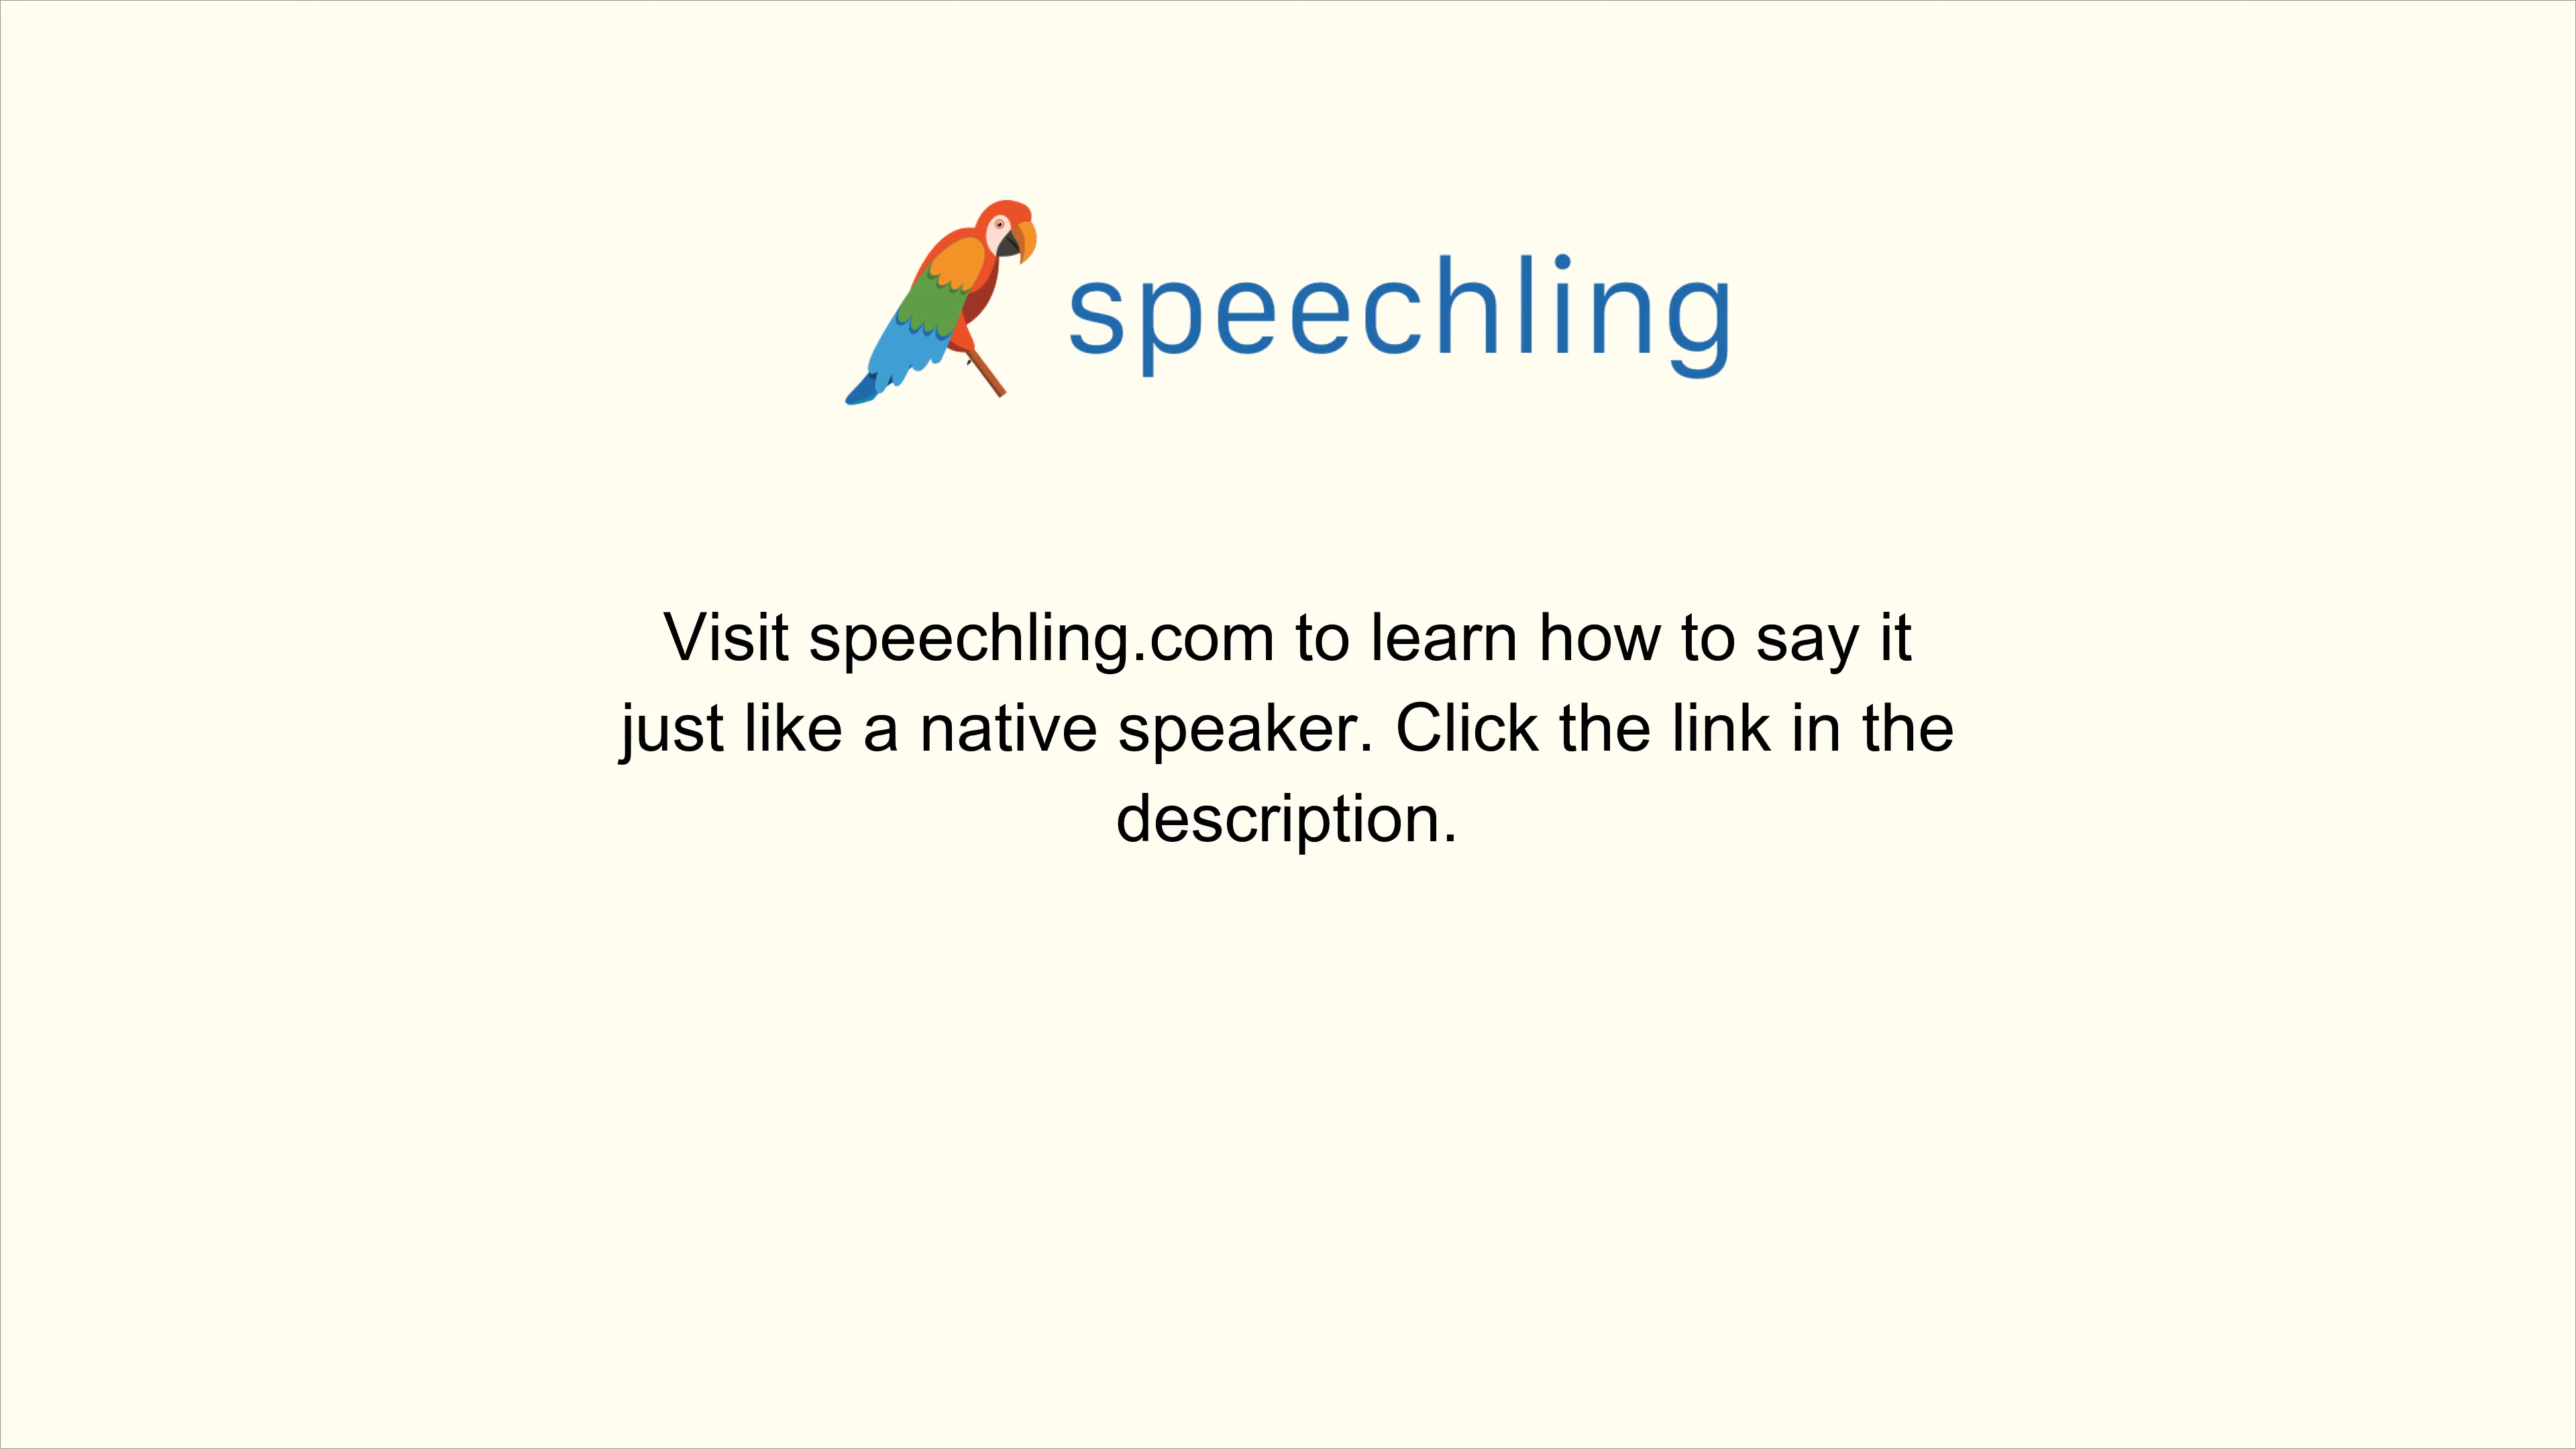 speechling
Visit speechling.com to learn how to say it
just like a native speaker. Click the link in the
description.